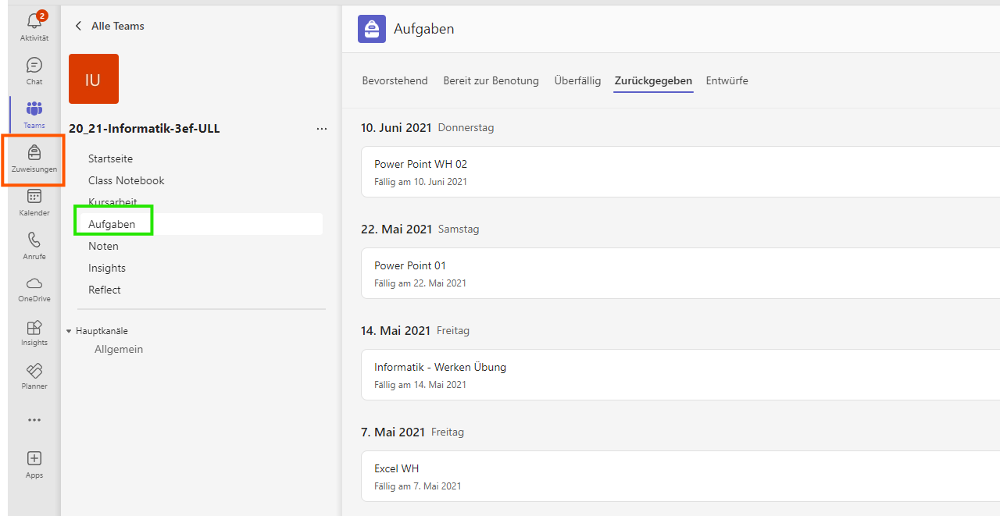 2
Aktivität
Chat
Teams
Zuweisungen
Kalender
Anrufe
OneDrive
Insights
Planner
Apps
Alle Teams
IU
20_21-Informatik-3ef-ULL
Startseite
Class Notebook
Kursarbeit
Aufgaben
Noten
Insights
Reflect
Hauptkanäle
Allgemein
Aufgaben
Bevorstehend Bereit zur Benotung Überfällig Zurückgegeben Entwürfe
10. Juni 2021 Donnerstag
Power Point WH 02
Fällig am 10. Juni 2021
22. Mai 2021 Samstag
Power Point 01
Fällig am 22. Mai 2021
14. Mai 2021 Freitag
Informatik - Werken Übung
Fällig am 14. Mai 2021
7. Mai 2021 Freitag
Excel WH
Fällig am 7. Mai 2021